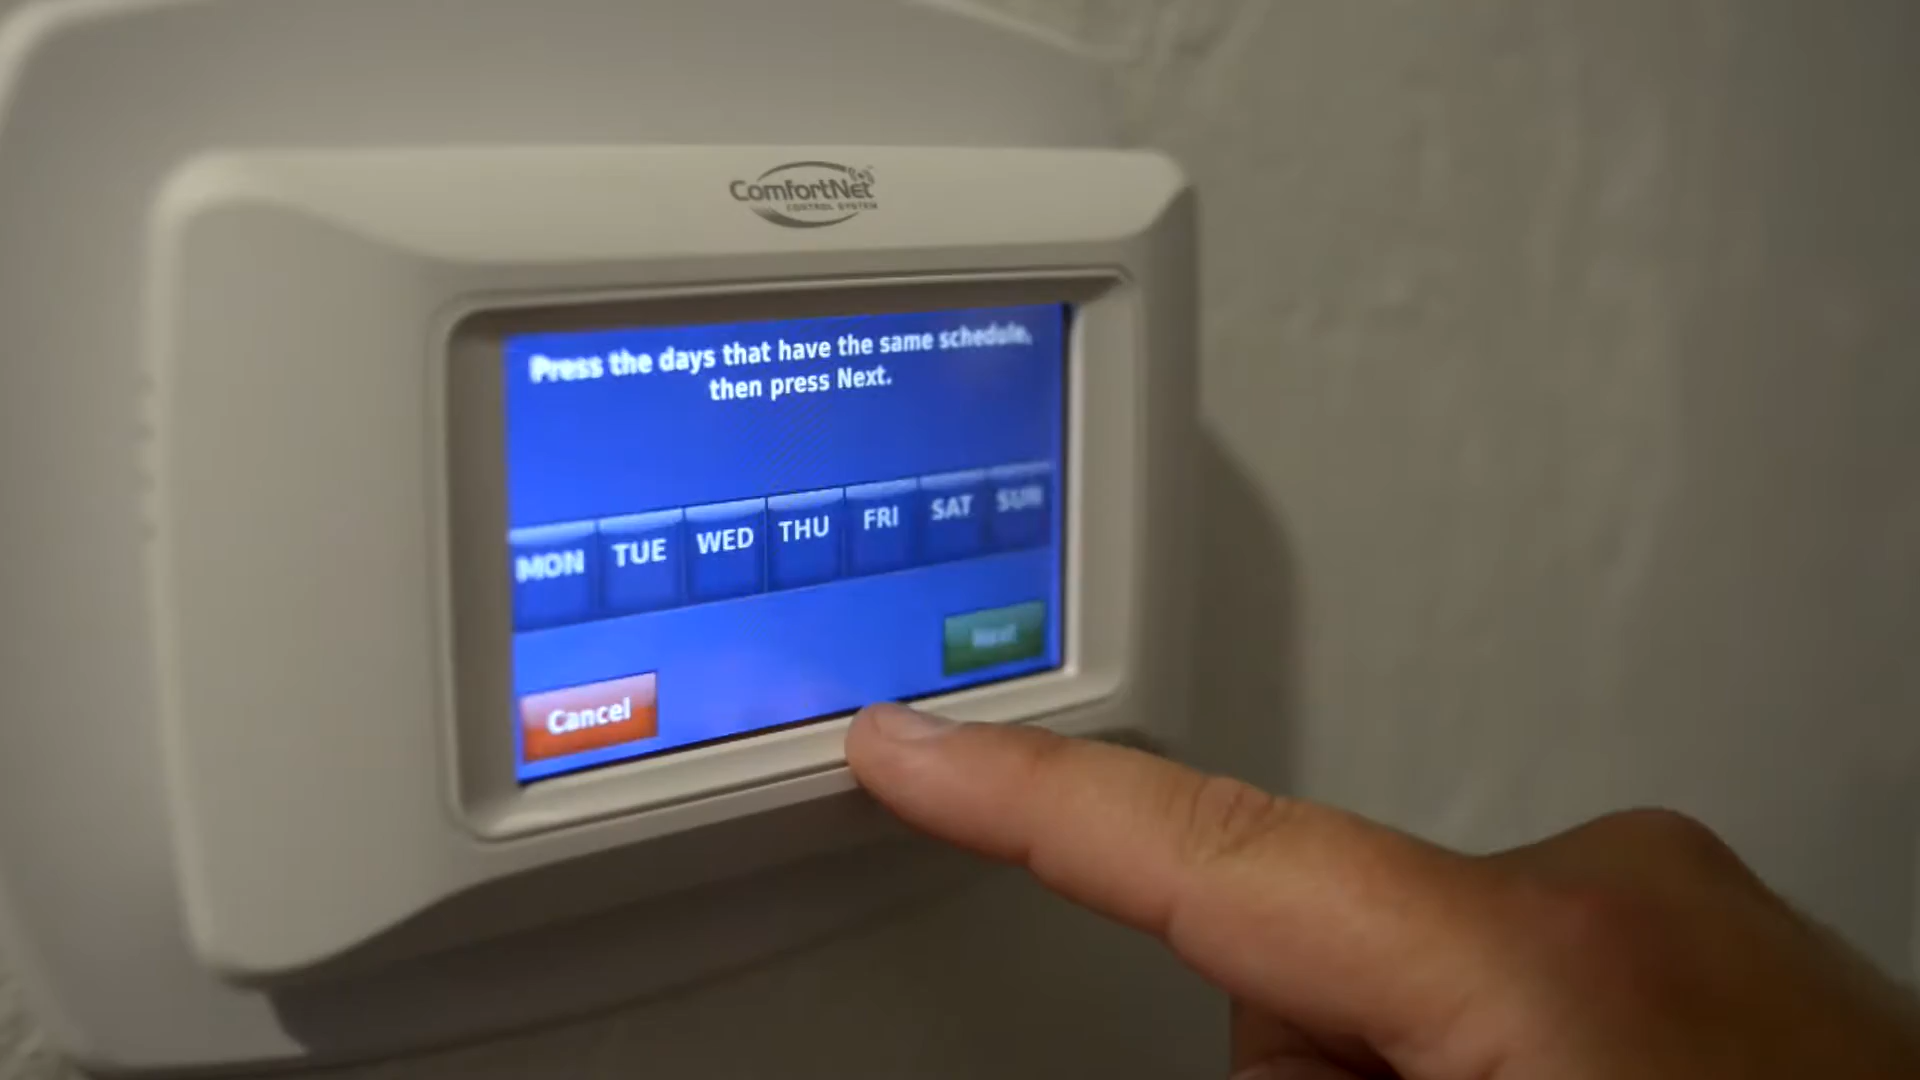 ComfortNet
CONTROL SYSTEM
Press the days that have the same schedule,
then press Next.
MON TUE WED THU FRI SAT SUN
Next
Cancel